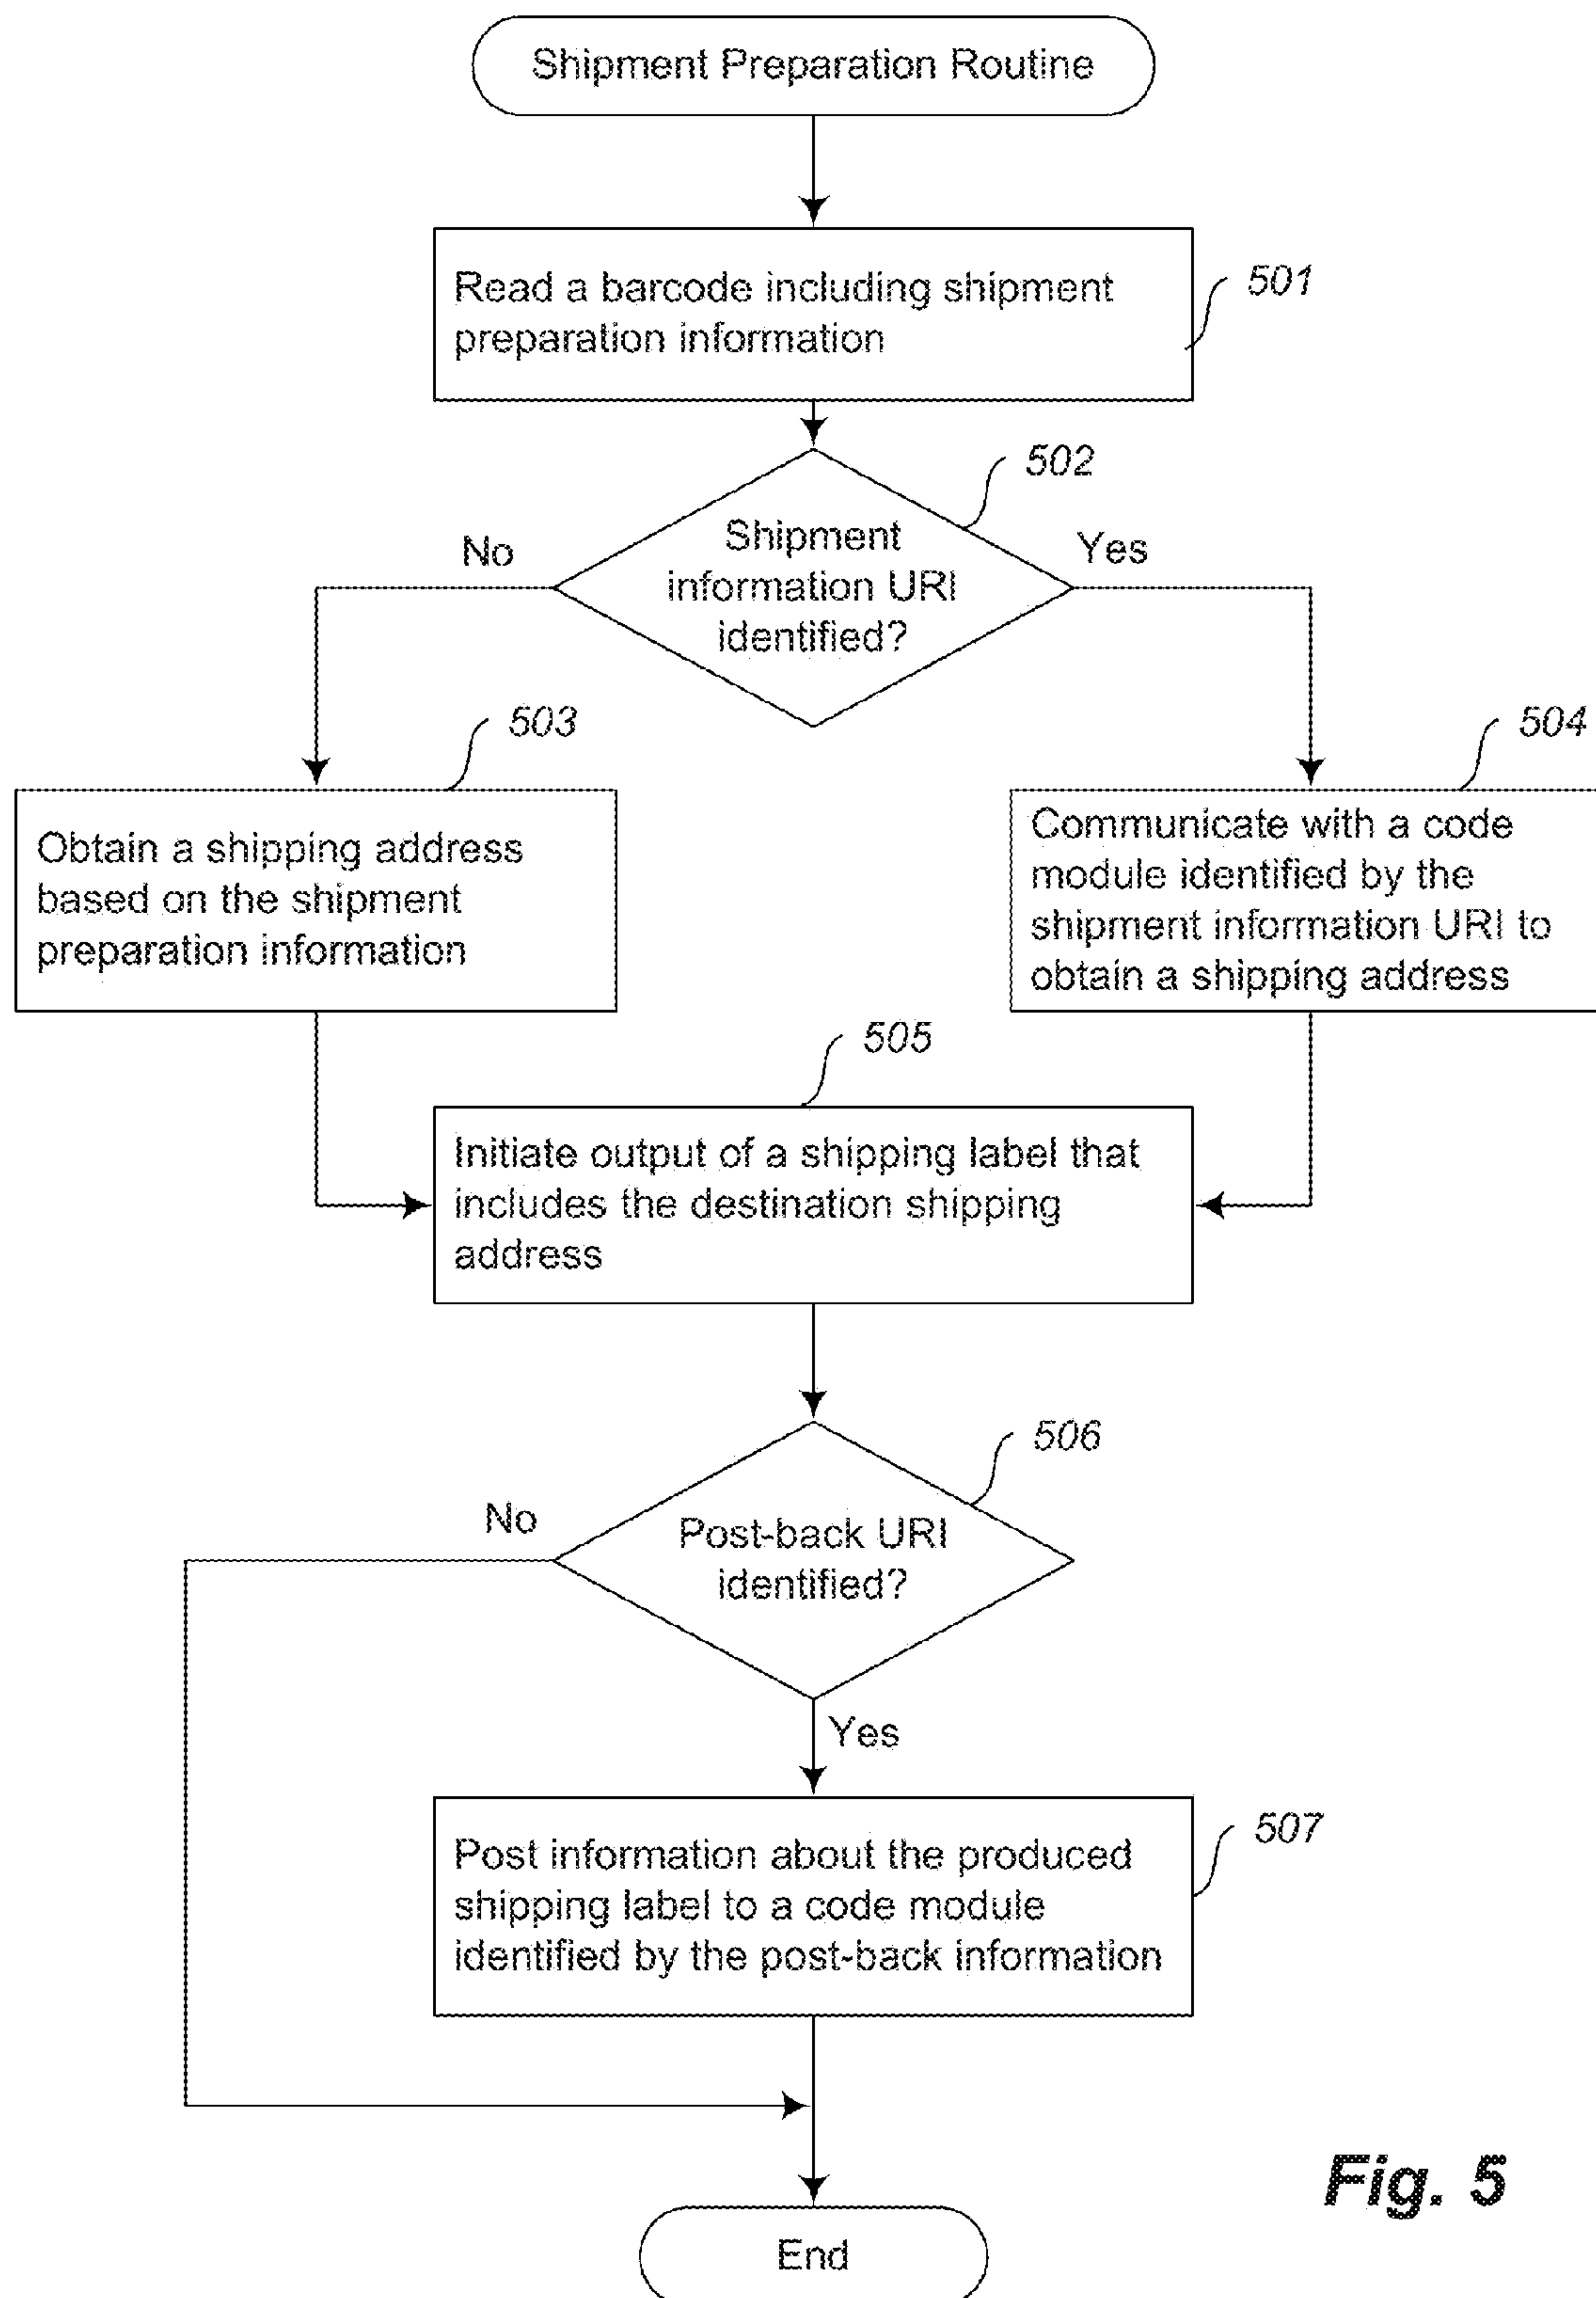 Shipment Preparation Routine
Read a barcode including shipment
preparation information
501
502
Shipment
information URI
identified?
No
Yes
503
504
Obtain a shipping address
based on the shipment
preparation information
Communicate with a code
module identified by the
shipment information URI to
obtain a shipping address
505
Initiate output of a shipping label that
includes the destination shipping
address
506
No
Post-back URI
identified?
Yes
507
Post information about the produced
shipping label to a code module
identified by the post-back information
End
Fig. 5